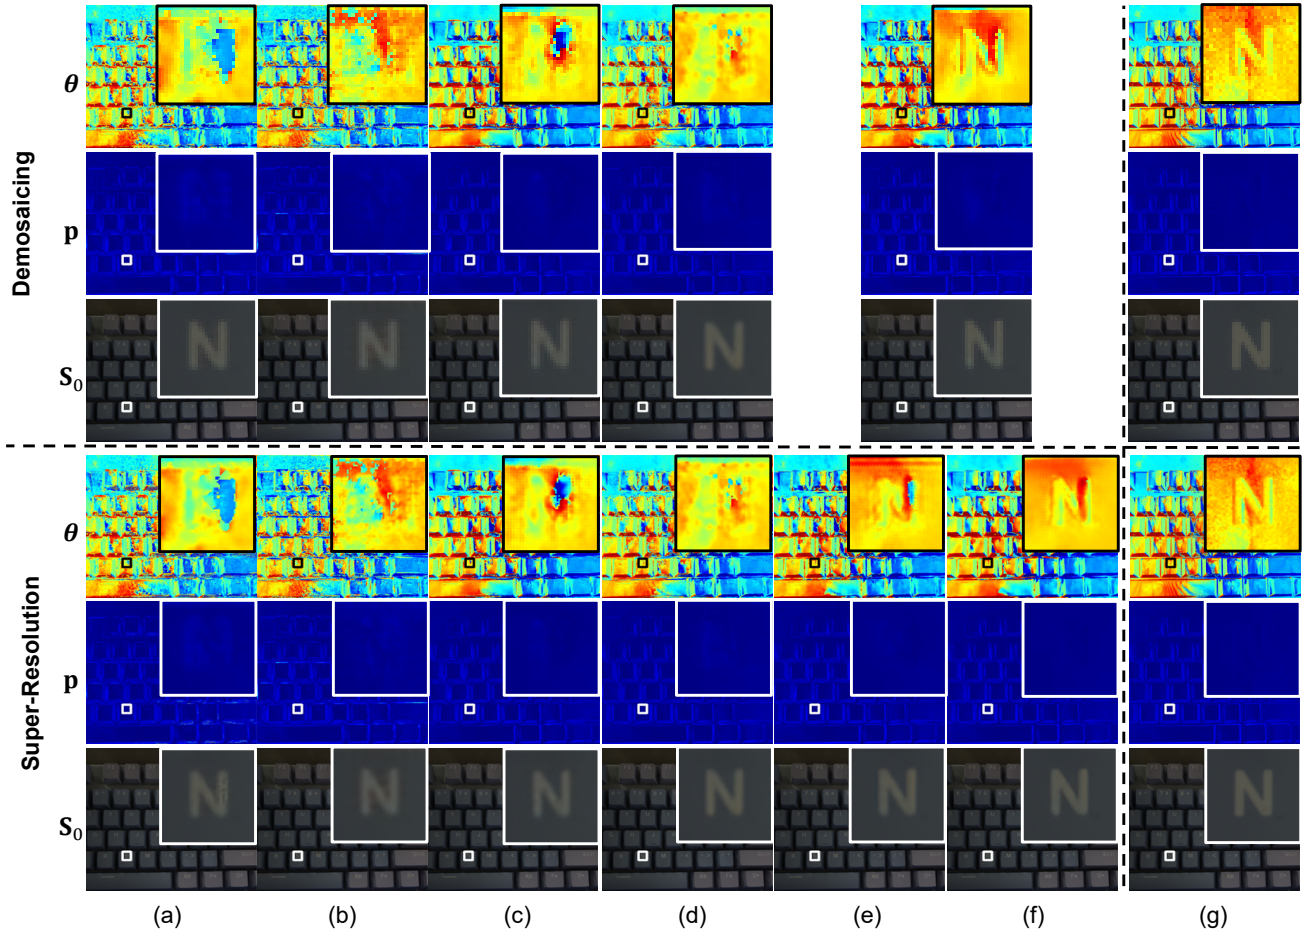 Demosaicing
θ
p
S₀
N N N N N N
Super-Resolution
θ
p
S₀
N N N N N N N
(a) (b) (c) (d) (e) (f) (g)